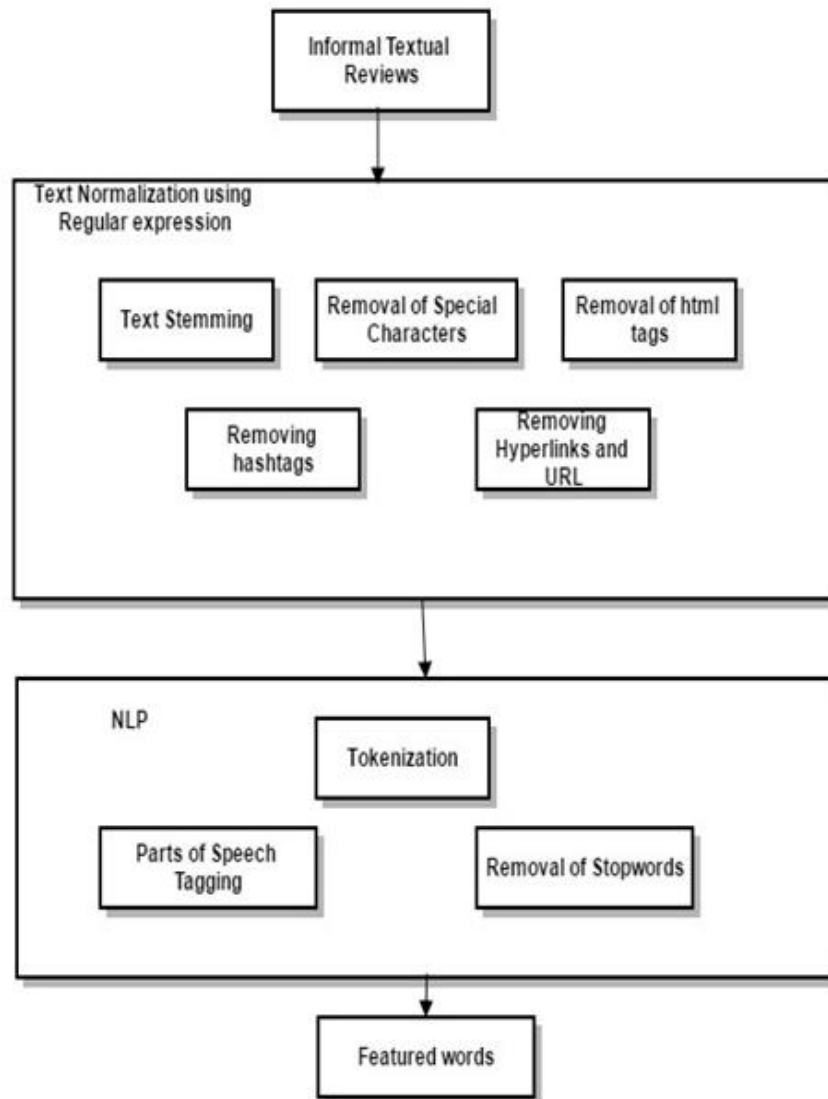 Informal Textual
Reviews
Text Normalization using
Regular expression
Text Stemming
Removal of Special
Characters
Removal of html
tags
Removing
hashtags
Removing
Hyperlinks and
URL
NLP
Tokenization
Parts of Speech
Tagging
Removal of Stopwords
Featured words